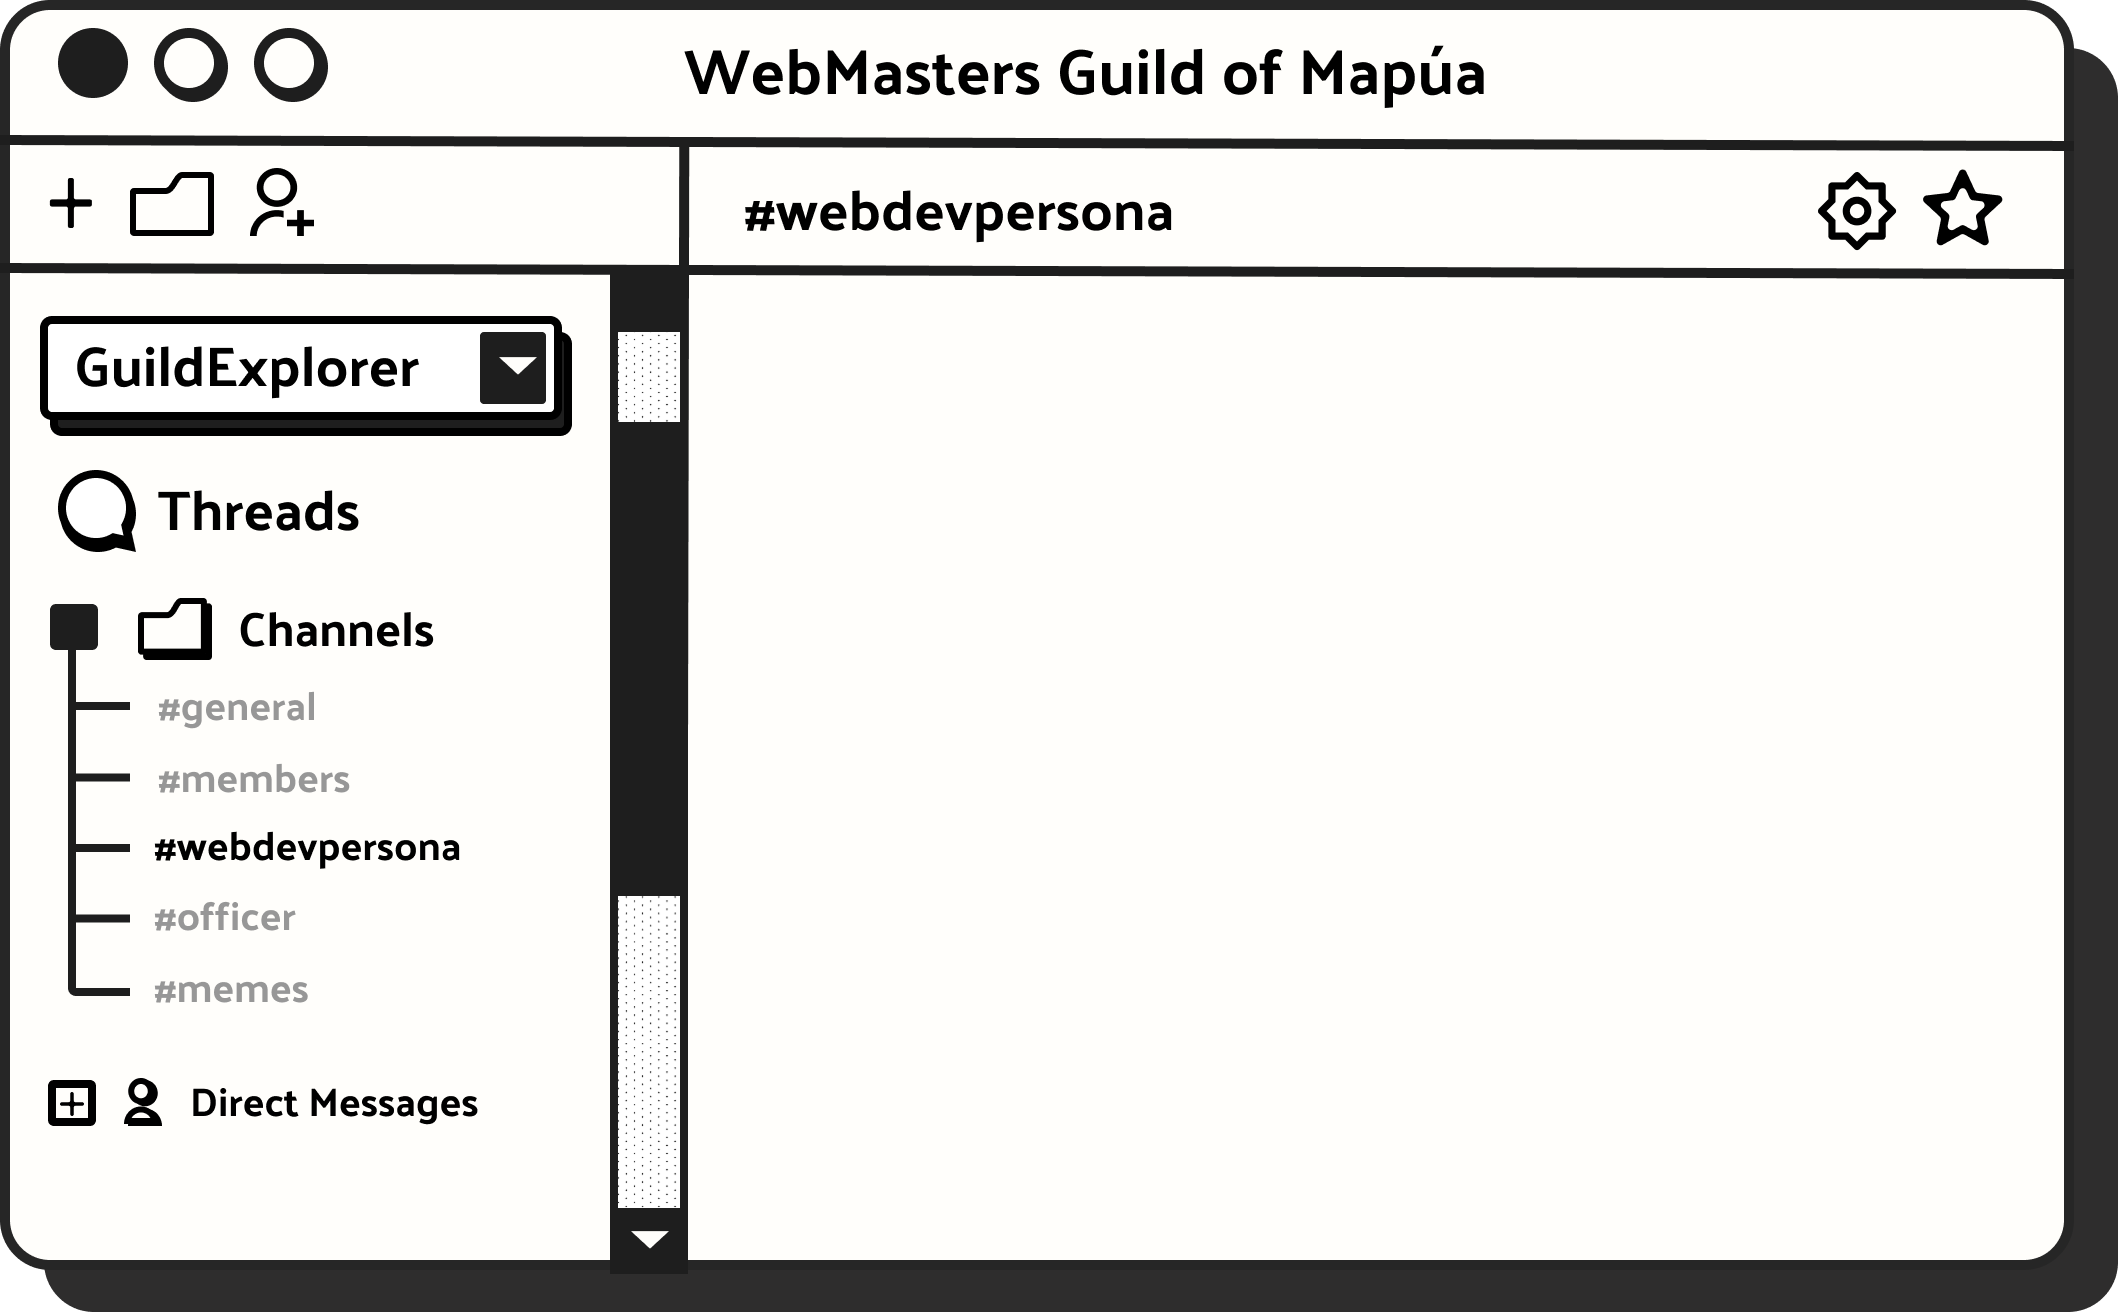 WebMasters Guild of Mapúa
#webdevpersona
GuildExplorer
Threads
Channels
#general
#members
#webdevpersona
#officer
#memes
Direct Messages